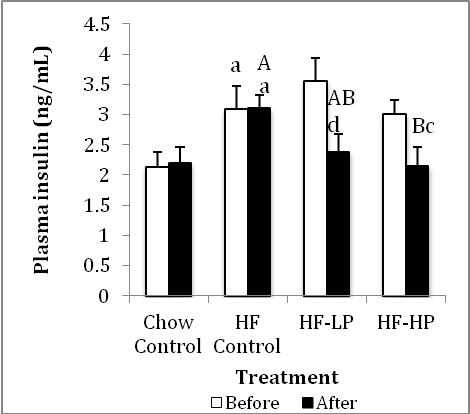 Plasma insulin (ng/mL)
4.5
4
3.5
3
2.5
2
1.5
1
0.5
0
a
A
a
AB
d
Bc
Chow
Control
HF
Control
HF-LP
HF-HP
Treatment
Before
After